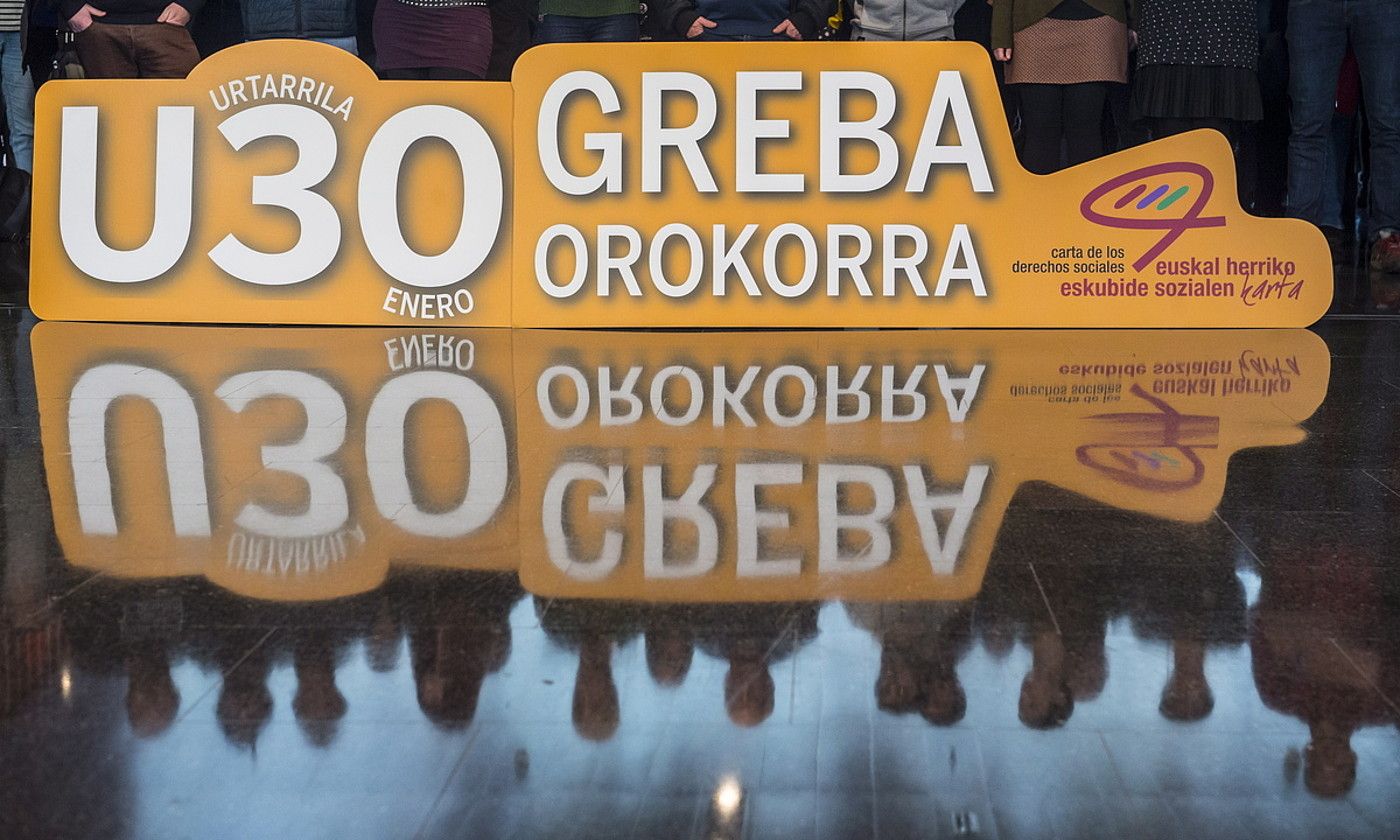 URTARRILA
U30
ENERO
GREBA
OROKORRA
carta de los
derechos sociales
euskal herriko
eskubide sozialen karta